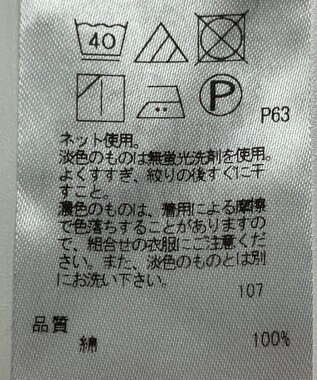 40
P
P63
ネット使用。
淡色のものは無蛍光洗剤を使用。
よくすすぎ、絞りの後すぐに干
すこと。
濃色のものは、着用による摩擦
で色落ちすることがありますの
で、組合せの衣服にご注意くだ
さい。また、淡色のものとは別
にお洗い下さい。
107
品質
綿 100%